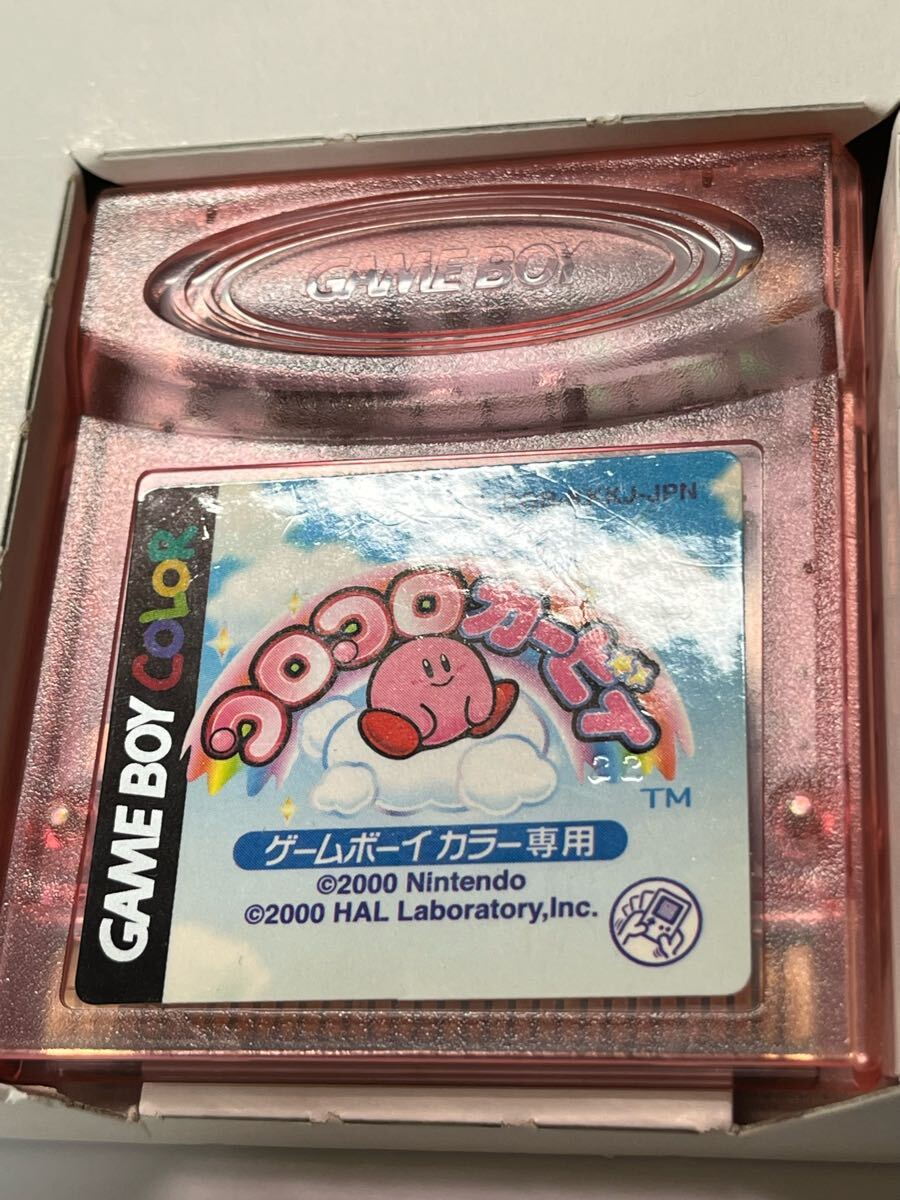 GAME BOY
GAME BOY COLOR
コロコロカービィ
TM
ゲームボーイカラー専用
©2000 Nintendo
©2000 HAL Laboratory,Inc.